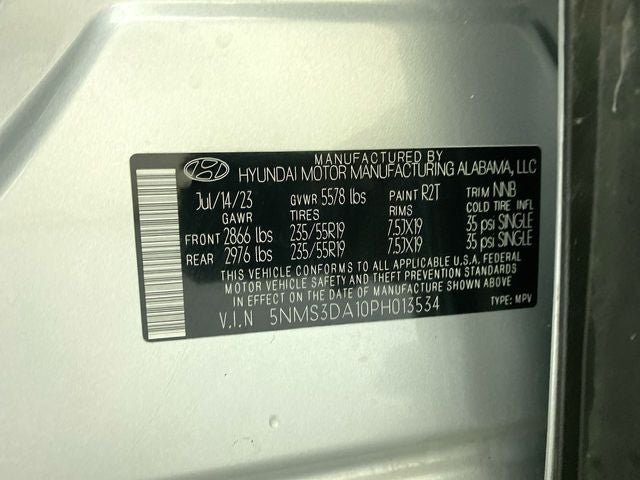 MANUFACTURED BY
HYUNDAI MOTOR MANUFACTURING ALABAMA, LLC
Jul/14/23 GVWR 5578 lbs PAINT R2T TRIM NNB
GAWR TIRES RIMS COLD TIRE INFL
FRONT 2866 lbs 235/55R19 7.5JX19 35 psi SINGLE
REAR 2976 lbs 235/55R19 7.5JX19 35 psi SINGLE
THIS VEHICLE CONFORMS TO ALL APPLICABLE U.S.A. FEDERAL
MOTOR VEHICLE SAFETY AND THEFT PREVENTION STANDARDS
IN EFFECT ON THE DATE OF MANUFACTURE SHOWN ABOVE
V.I.N 5NMS3DA10PH013534 TYPE: MPV